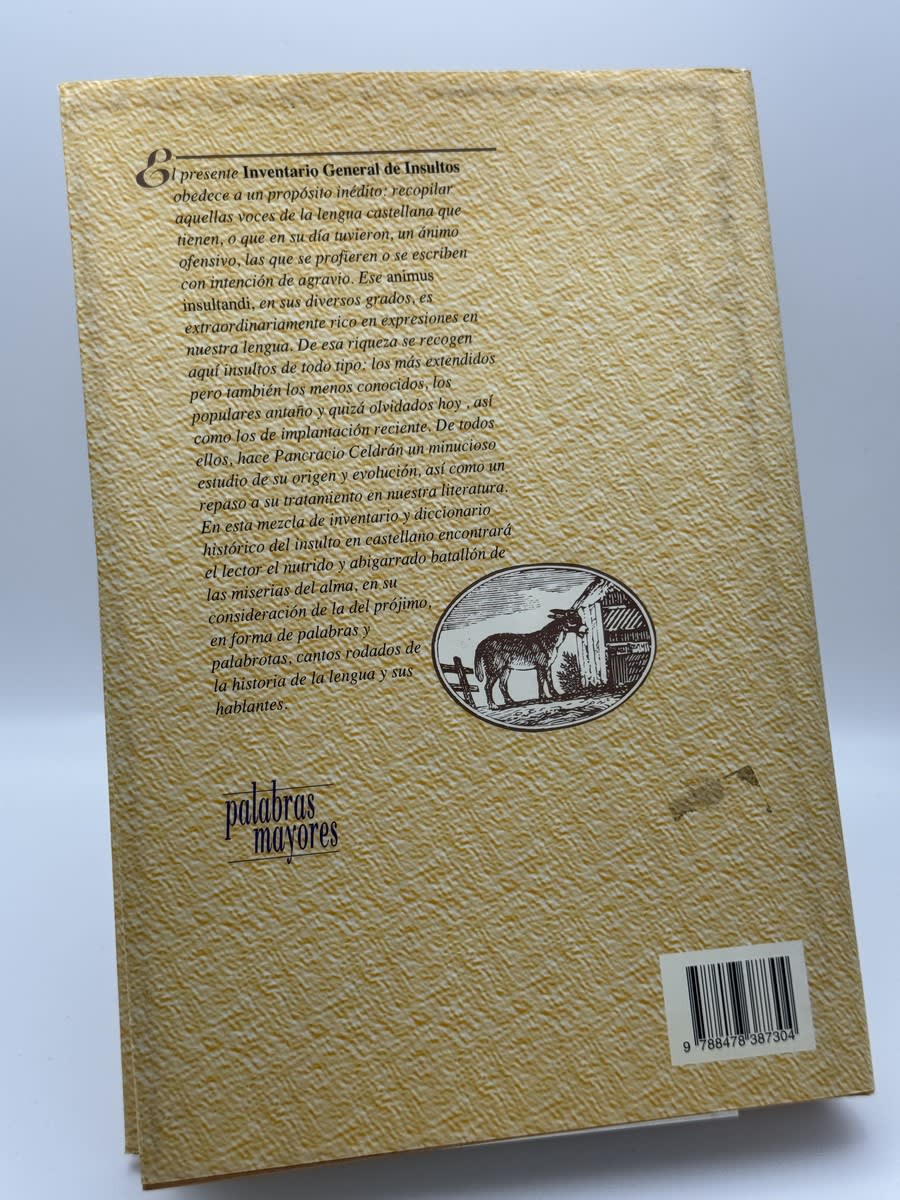 El presente Inventario General de Insultos
obedece a un propósito inédito: recopilar
aquellas voces de la lengua castellana que
tienen, o que en su día tuvieron, un ánimo
ofensivo, las que se profieren o se escriben
con intención de agravio. Ese animus
insultandi, en sus diversos grados, es
extraordinariamente rico en expresiones en
nuestra lengua. De esa riqueza se recogen
aquí insultos de todo tipo: los más extendidos
pero también los menos conocidos, los
populares antaño y quizá olvidados hoy , así
como los de implantación reciente. De todos
ellos, hace Pancracio Celdrán un minucioso
estudio de su origen y evolución, así como un
repaso a su tratamiento en nuestra literatura.
En esta mezcla de inventario y diccionario
histórico del insulto en castellano encontrará
el lector el nutrido y abigarrado batallón de
las miserias del alma, en su
consideración de la del prójimo,
en forma de palabras y
palabrotas, cantos rodados de
la historia de la lengua y sus
hablantes.
palabras
mayores
9 788478 387304